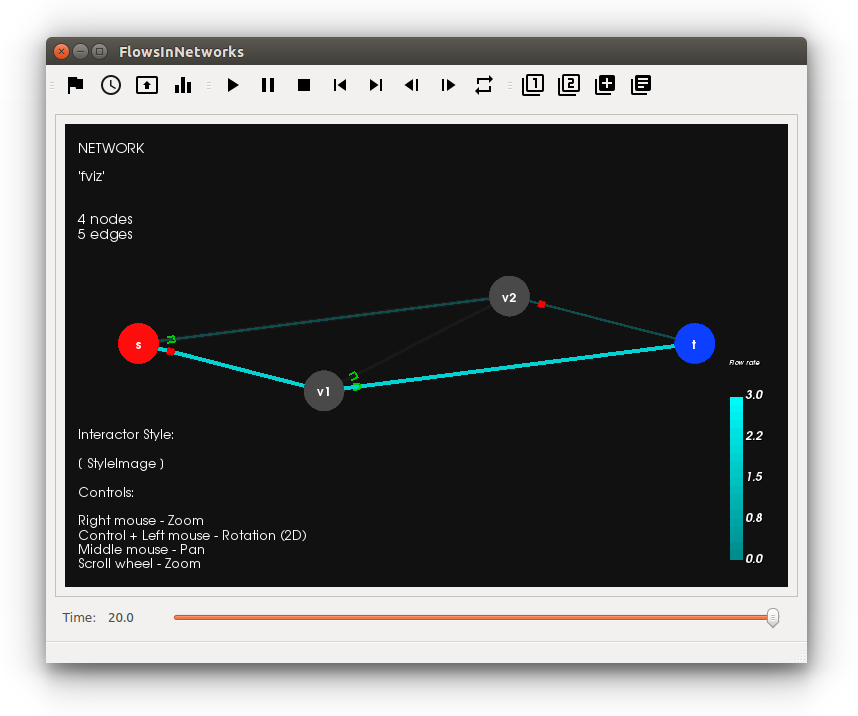 FlowsInNetworks
1
2
NETWORK
'fviz'
4 nodes
5 edges
v2
s
t
v1
Flow rate
3.0
2.2
1.5
0.8
0.0
Interactor Style:
[ StyleImage ]
Controls:
Right mouse - Zoom
Control + Left mouse - Rotation (2D)
Middle mouse - Pan
Scroll wheel - Zoom
Time: 20.0